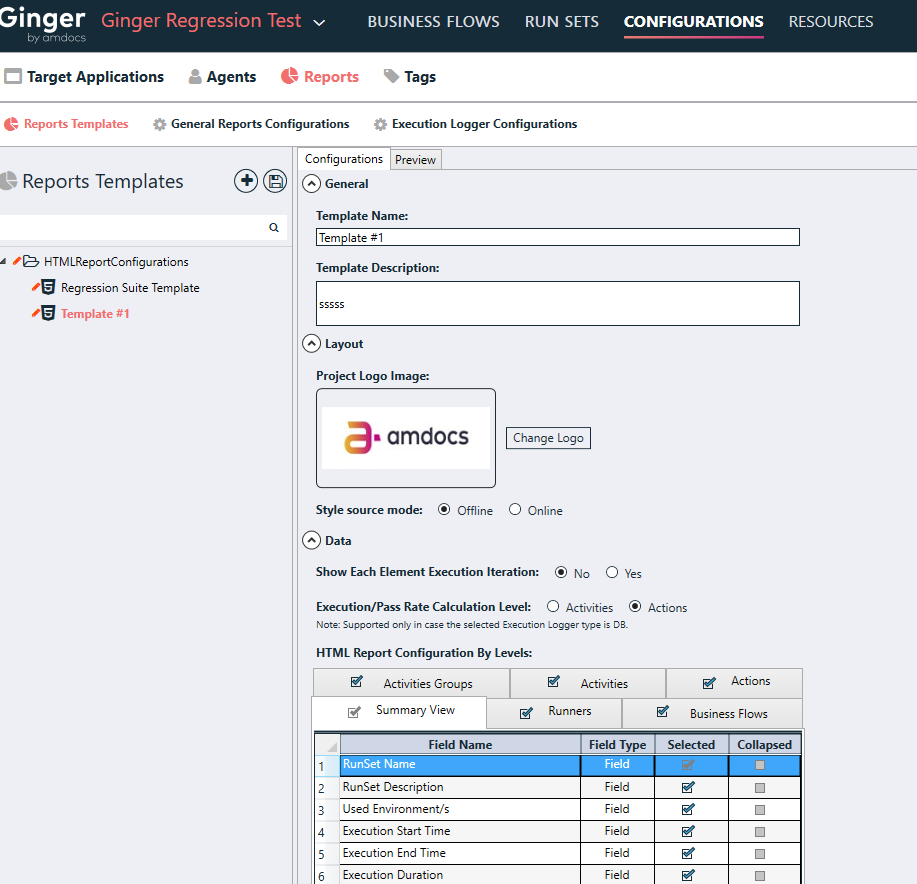 Ginger by amdocs Ginger Regression Test BUSINESS FLOWS RUN SETS CONFIGURATIONS RESOURCES
Target Applications Agents Reports Tags
Reports Templates General Reports Configurations Execution Logger Configurations
Reports Templates
HTMLReportConfigurations
Regression Suite Template
Template #1
Configurations Preview
General
Template Name:
Template #1
Template Description:
sssss
Layout
Project Logo Image:
a amdocs
Change Logo
Style source mode: Offline Online
Data
Show Each Element Execution Iteration: No Yes
Execution/Pass Rate Calculation Level: Activities Actions
Note: Supported only in case the selected Execution Logger type is DB.
HTML Report Configuration By Levels:
Activities Groups Activities Actions
Summary View Runners Business Flows
Field Name Field Type Selected Collapsed
1 RunSet Name Field
2 RunSet Description Field
3 Used Environment/s Field
4 Execution Start Time Field
5 Execution End Time Field
6 Execution Duration Field